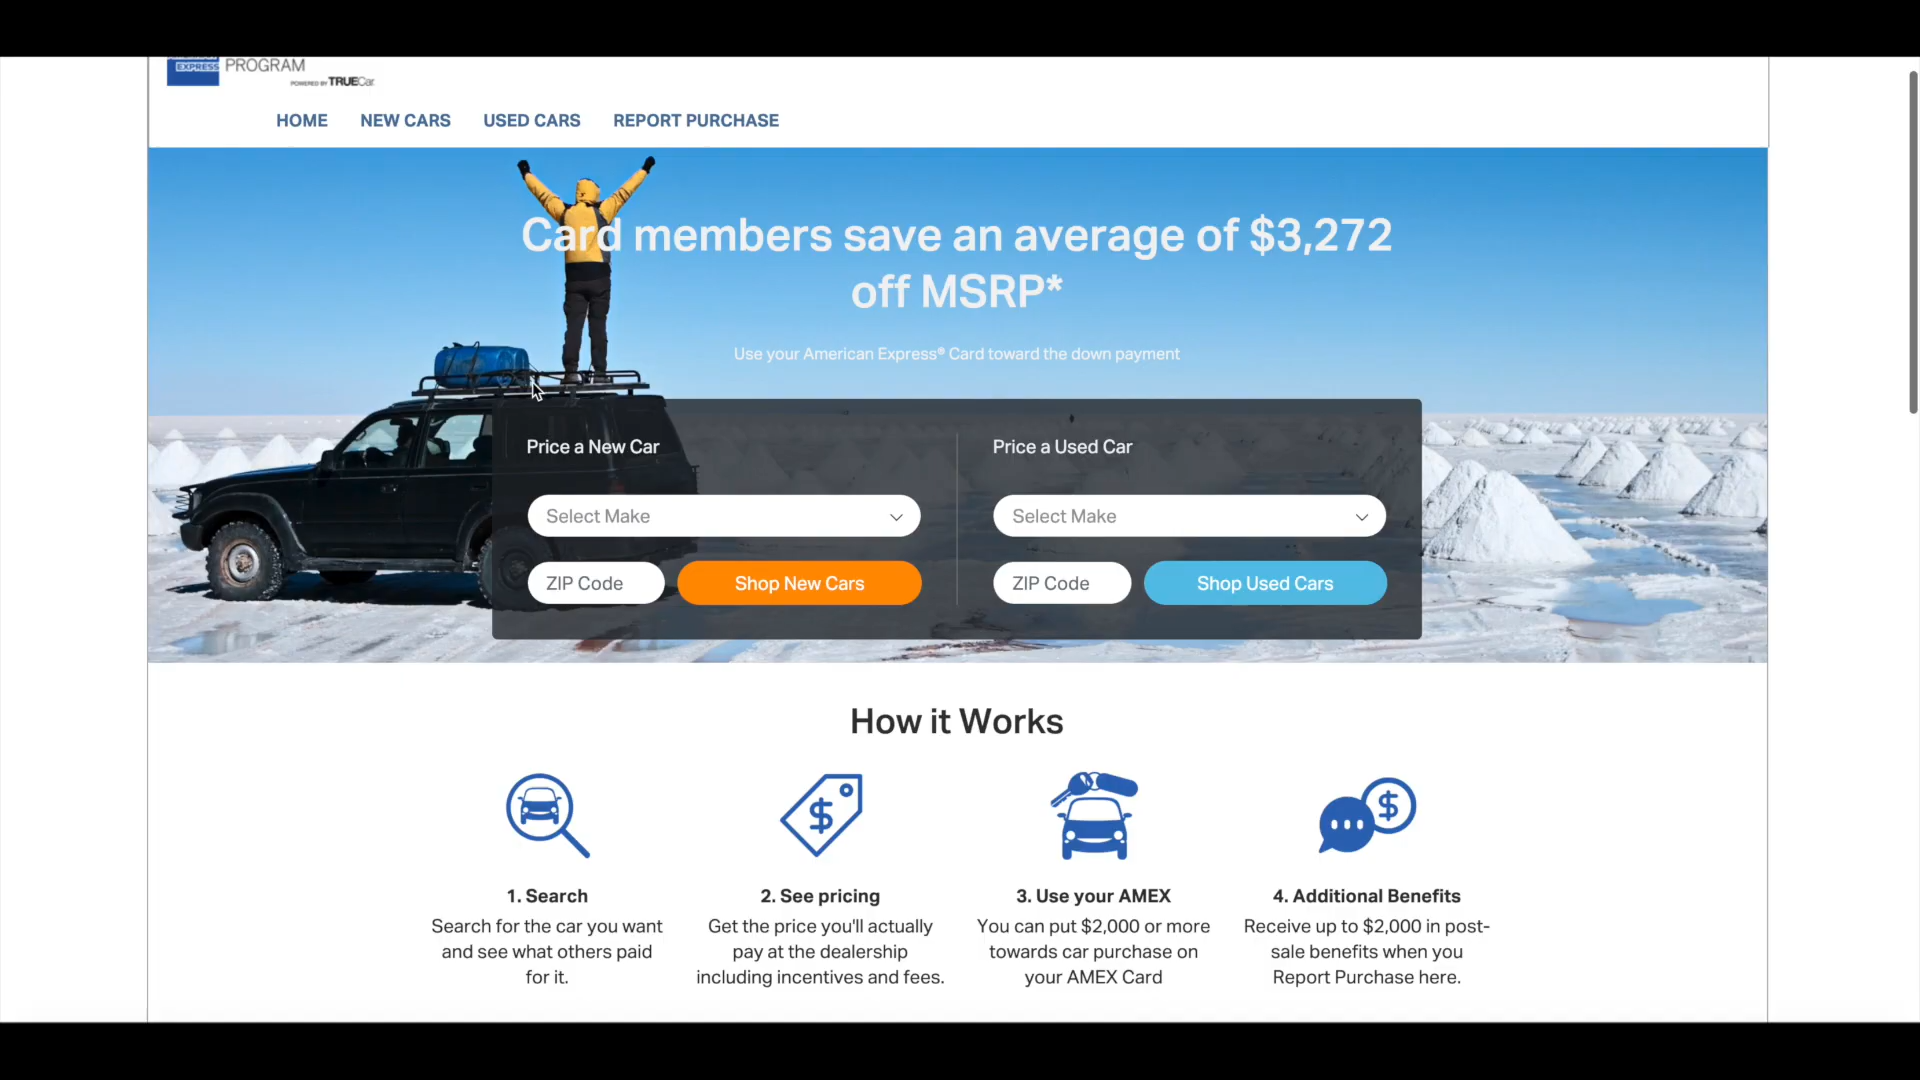 EXPRESS PROGRAM
POWERED BY TRUECar
HOME NEW CARS USED CARS REPORT PURCHASE
Card members save an average of $3,272
off MSRP*
Use your American Express® Card toward the down payment
Price a New Car
Select Make
ZIP Code
Shop New Cars
Price a Used Car
Select Make
ZIP Code
Shop Used Cars
How it Works
1. Search
Search for the car you want
and see what others paid
for it.
2. See pricing
Get the price you'll actually
pay at the dealership
including incentives and fees.
3. Use your AMEX
You can put $2,000 or more
towards car purchase on
your AMEX Card
4. Additional Benefits
Receive up to $2,000 in post-
sale benefits when you
Report Purchase here.